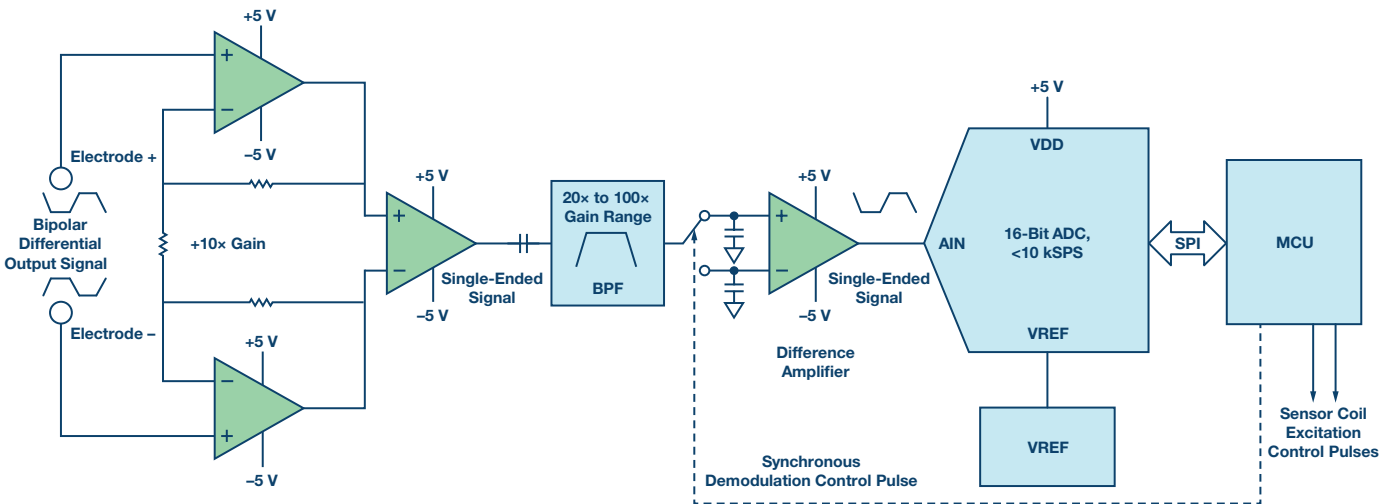 +5 V
+
−
−5 V
Electrode +
Bipolar
Differential
Output Signal
+10× Gain
Electrode −
+5 V
−
+
−5 V
+5 V
+
−
−5 V
Single-Ended
Signal
20× to 100×
Gain Range
BPF
+5 V
+
−
−5 V
Difference
Amplifier
Single-Ended
Signal
+5 V
VDD
AIN
16-Bit ADC,
<10 kSPS
VREF
VREF
SPI
MCU
Sensor Coil
Excitation
Control Pulses
Synchronous
Demodulation Control Pulse